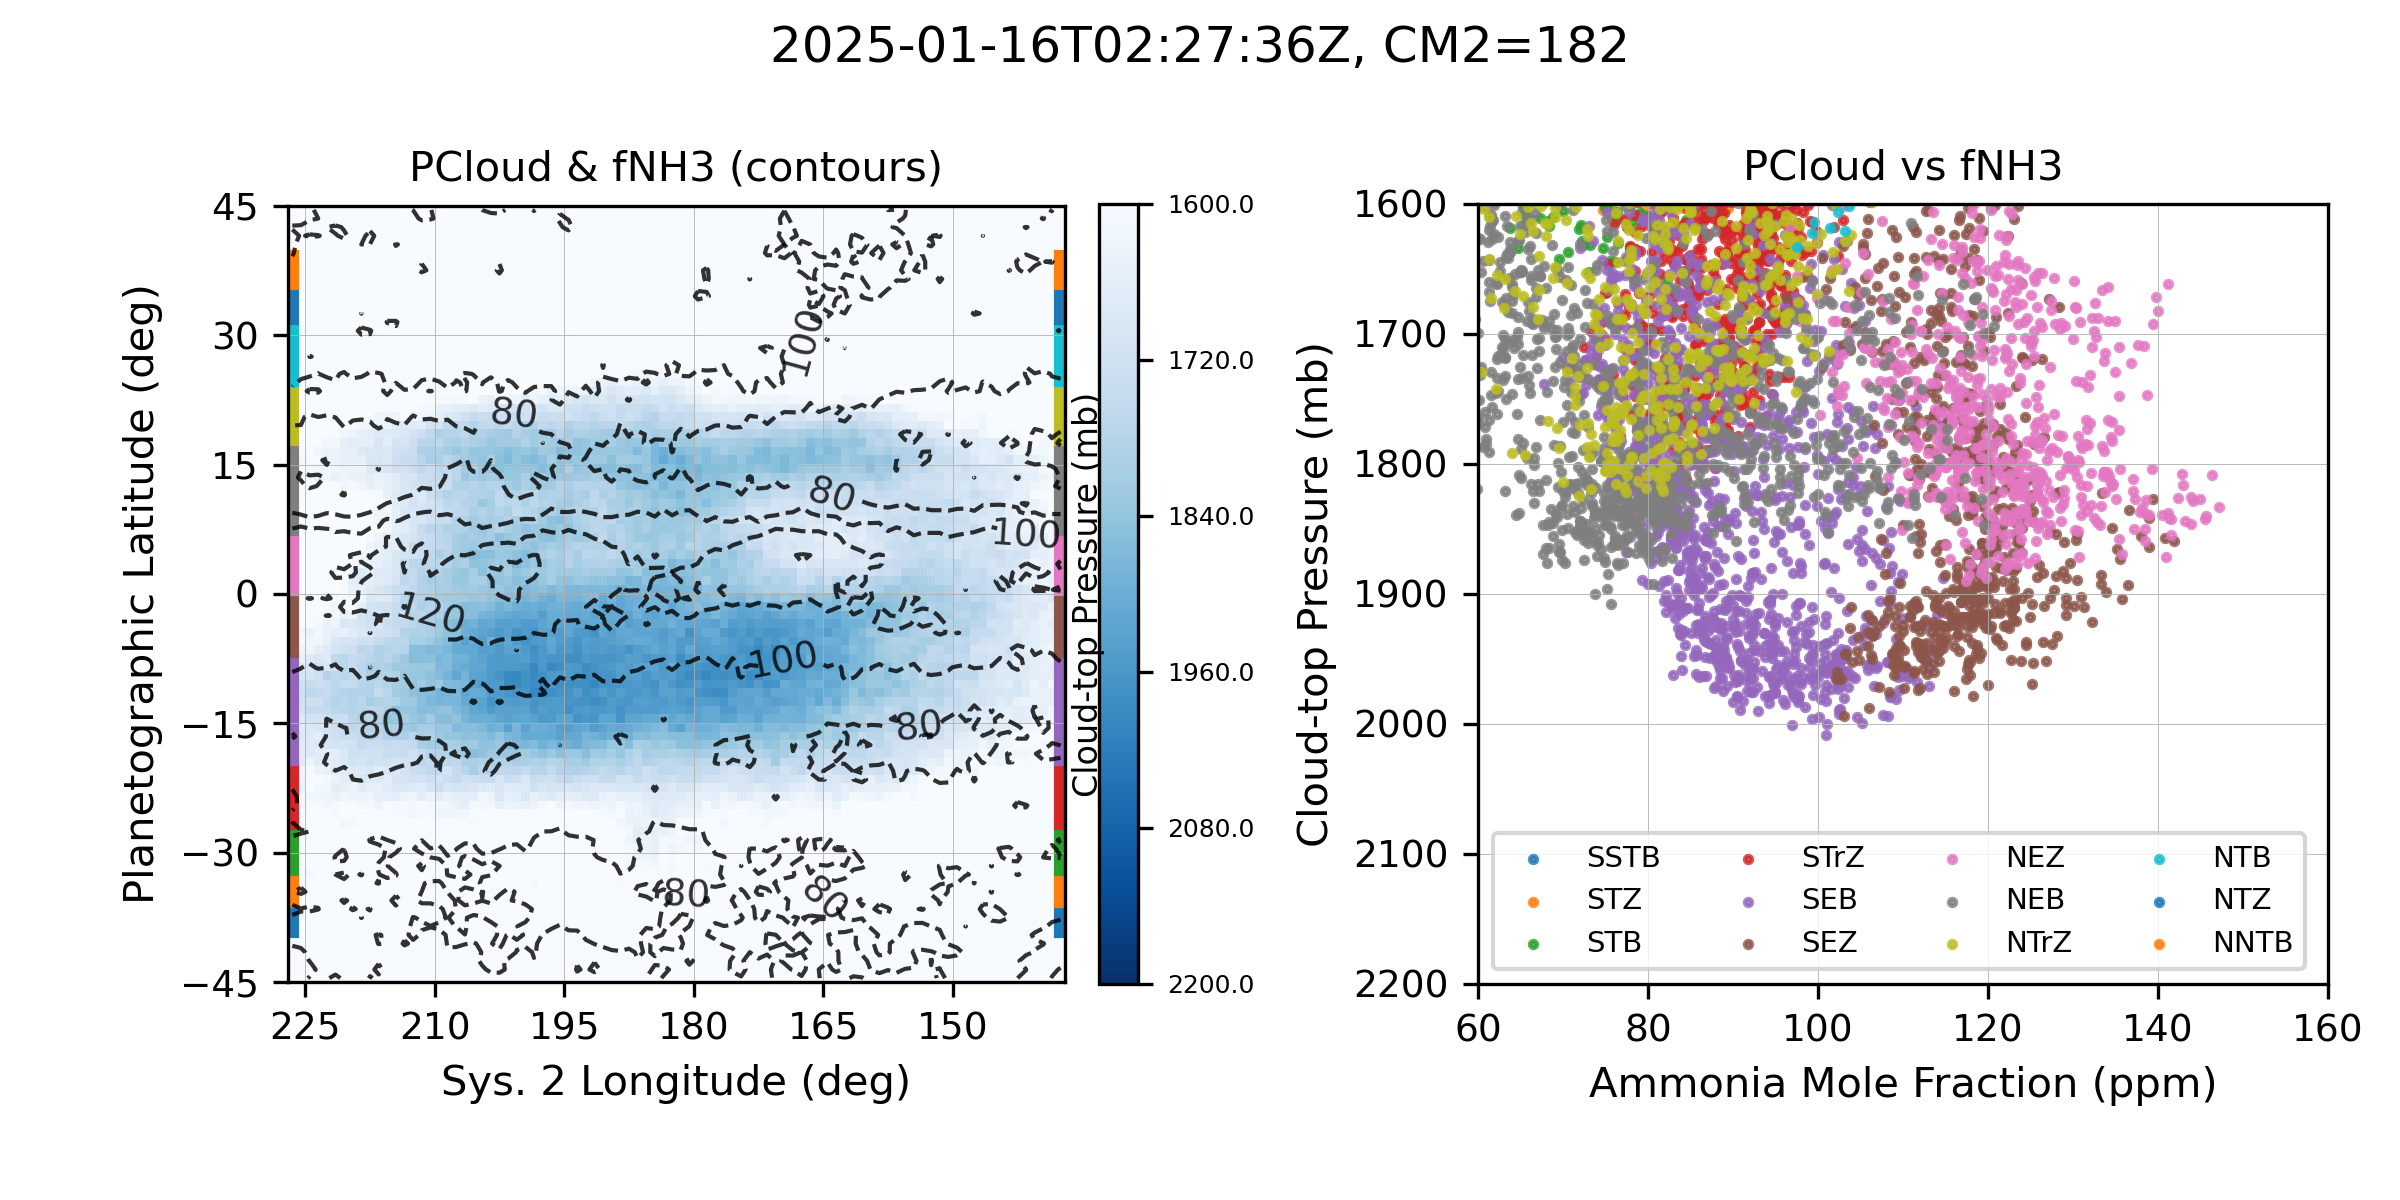 2025-01-16T02:27:36Z, CM2=182
PCloud & fNH3 (contours)
45
30
15
0
−15
−30
−45
Planetographic Latitude (deg)
225 210 195 180 165 150
Sys. 2 Longitude (deg)
100
80
80
100
120
100
80
80
80
80
1600.0
1720.0
1840.0
1960.0
2080.0
2200.0
Cloud-top Pressure (mb)
PCloud vs fNH3
1600
1700
1800
1900
2000
2100
2200
Cloud-top Pressure (mb)
60 80 100 120 140 160
Ammonia Mole Fraction (ppm)
SSTB STrZ NEZ NTB
STZ SEB NEB NTZ
STB SEZ NTrZ NNTB